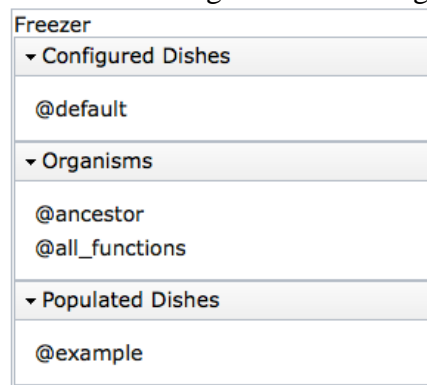 Freezer
Configured Dishes
@default
Organisms
@ancestor
@all_functions
Populated Dishes
@example